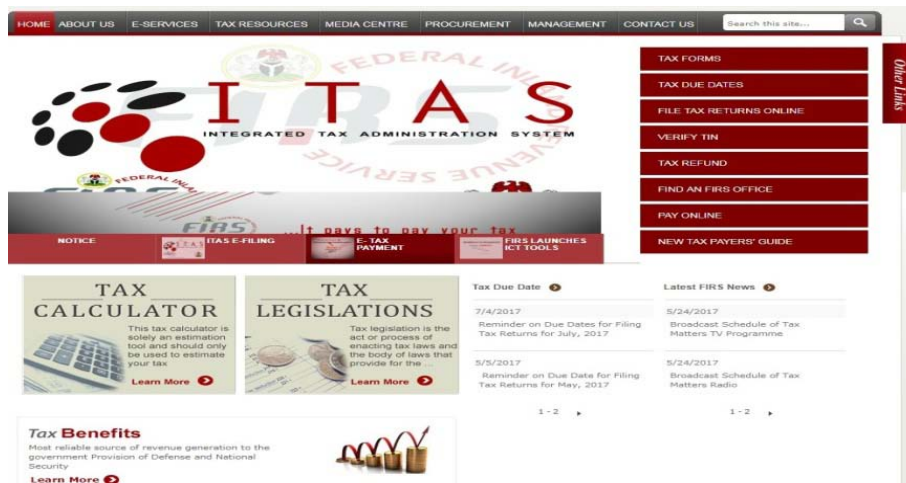 HOME ABOUT US E-SERVICES TAX RESOURCES MEDIA CENTRE PROCUREMENT MANAGEMENT CONTACT US Search this site...
Other Links
FEDERAL INLAND REVENUE SERVICE
FIRS
ITAS
INTEGRATED TAX ADMINISTRATION SYSTEM
FEDERAL INLA
FIRS
FIRS
...It pays to pay your tax
NOTICE
ITAS E-FILING
E- TAX
PAYMENT
FIRS LAUNCHES
ICT TOOLS
TAX FORMS
TAX DUE DATES
FILE TAX RETURNS ONLINE
VERIFY TIN
TAX REFUND
FIND AN FIRS OFFICE
PAY ONLINE
NEW TAX PAYERS' GUIDE
TAX
CALCULATOR
This tax calculator is
solely an estimation
tool and should only
be used to estimate
your tax
Learn More
TAX
LEGISLATIONS
Tax legislation is the
act or process of
enacting tax laws and
the body of laws that
provide for the ...
Learn More
Tax Due Date
7/4/2017
Reminder on Due Dates for Filing
Tax Returns for July, 2017
5/5/2017
Reminder on Due Date for Filing
Tax Returns for May, 2017
1 - 2
Latest FIRS News
5/24/2017
Broadcast Schedule of Tax
Matters TV Programme
5/24/2017
Broadcast Schedule of Tax
Matters Radio
1 - 2
Tax Benefits
Most reliable source of revenue generation to the
government Provision of Defense and National
Security
Learn More